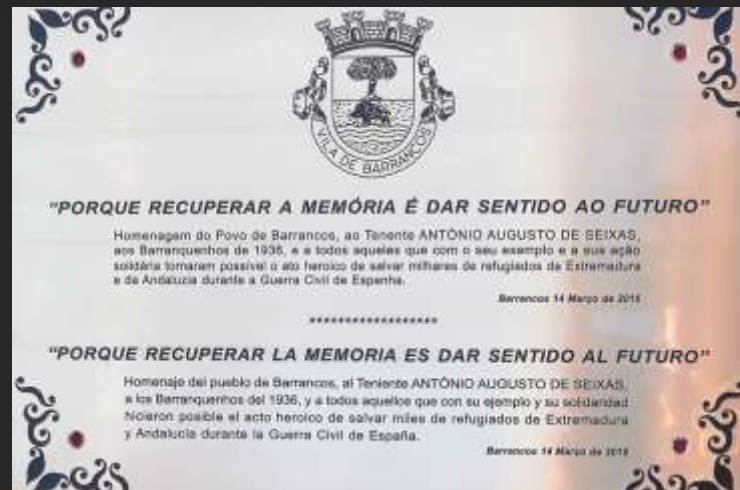 VILA DE BARRANCOS
"PORQUE RECUPERAR A MEMÓRIA É DAR SENTIDO AO FUTURO"
Homenagem do Povo de Barrancos, ao Tenente ANTÓNIO AUGUSTO DE SEIXAS,
aos Barranquenhos de 1936, e a todos aqueles que com o seu exemplo e a sua ação
solidária tornaram possível o ato heroico de salvar milhares de refugiados de Extremadura
e de Andaluzia durante a Guerra Civil de Espanha.
Barrancos 14 Março de 2015
******************
"PORQUE RECUPERAR LA MEMORIA ES DAR SENTIDO AL FUTURO"
Homenaje del pueblo de Barrancos, al Teniente ANTÓNIO AUGUSTO DE SEIXAS,
a los Barranquenhos del 1936, y a todos aquellos que con su ejemplo y su solidaridad
hicieron posible el acto heroico de salvar miles de refugiados de Extremadura
y Andalucía durante la Guerra Civil de España.
Barrancos 14 Março de 2015